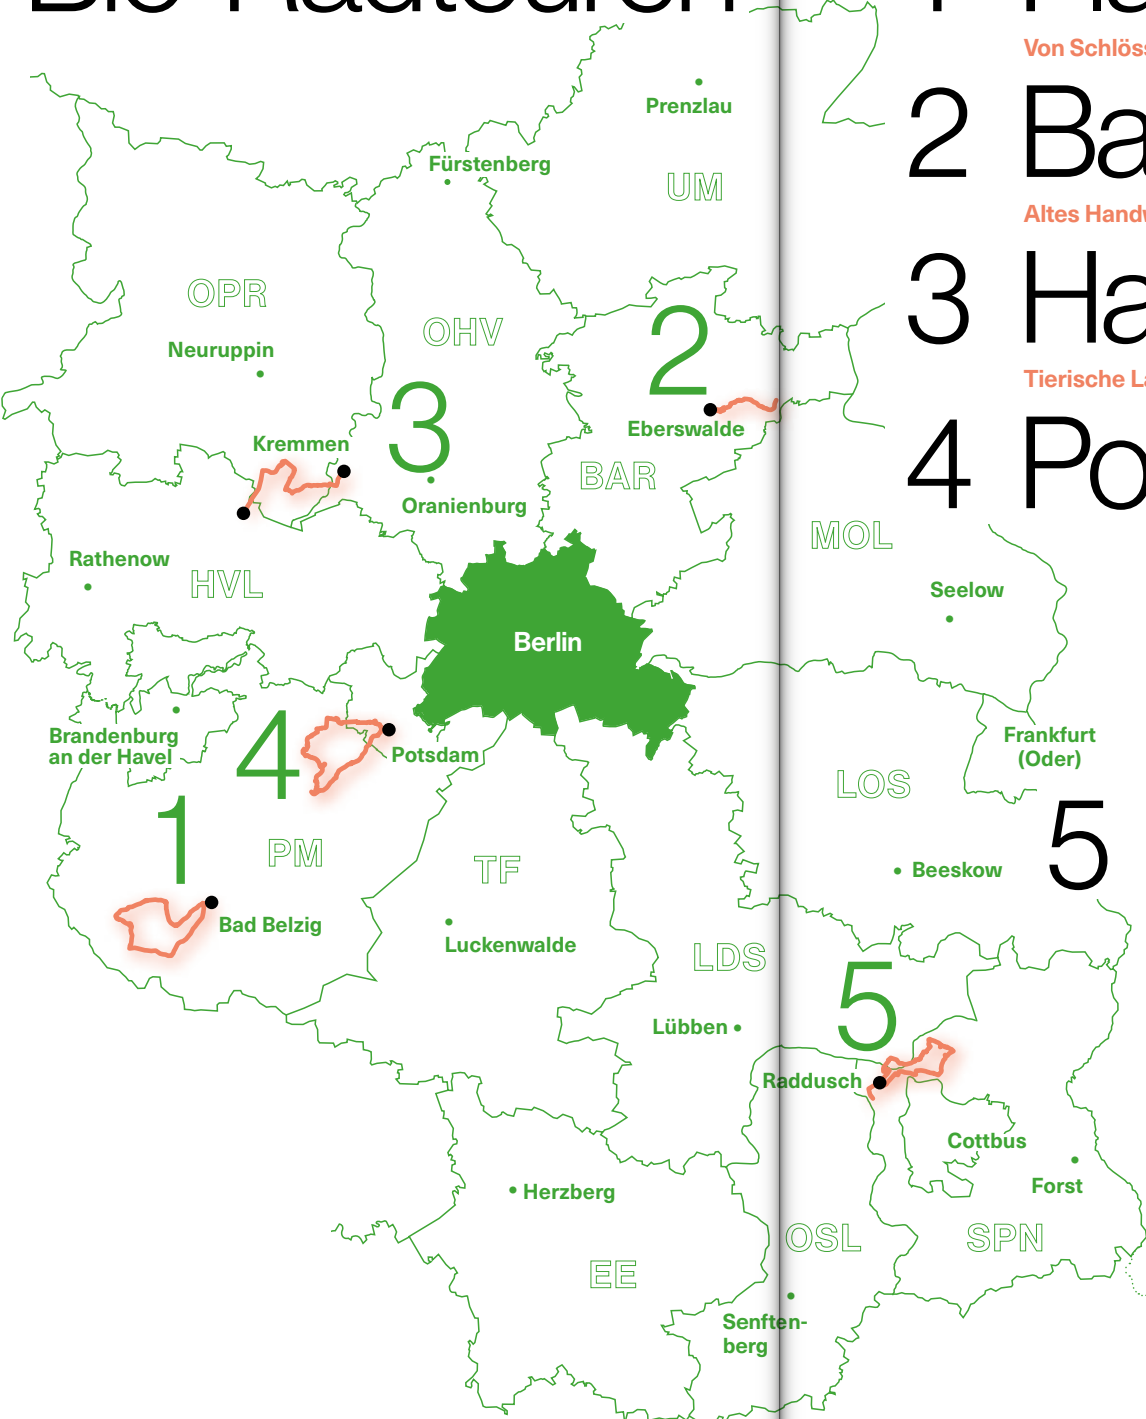 Die Radtouren
Von Schlöss
2 Ba
Altes Handw
3 Ha
Tierische La
4 Po
5
Prenzlau
Fürstenberg
UM
OPR
OHV
Neuruppin
2
3
Eberswalde
Kremmen
BAR
Oranienburg
MOL
Rathenow
HVL
Seelow
Berlin
Brandenburg
an der Havel
4
Potsdam
Frankfurt
(Oder)
LOS
1
PM
TF
Beeskow
Bad Belzig
Luckenwalde
LDS
5
Lübben
Raddusch
Cottbus
Forst
Herzberg
OSL
SPN
EE
Senften-
berg